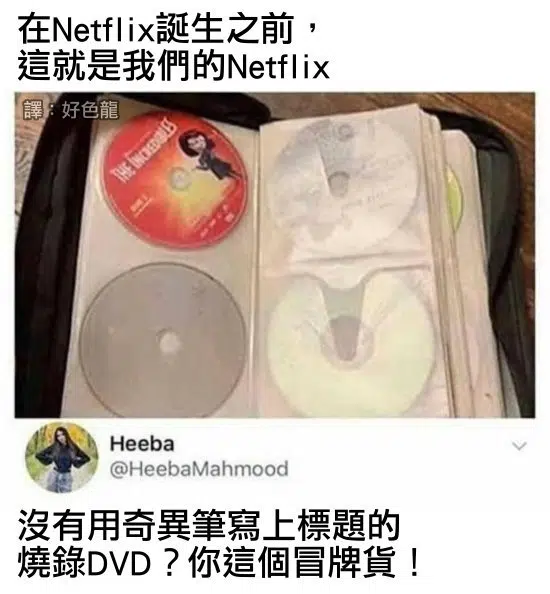 在Netflix誕生之前，
這就是我們的Netflix
譯：好色龍
THE INCREDIBLES
Heeba
@HeebaMahmood
沒有用奇異筆寫上標題的
燒錄DVD？你這個冒牌貨！